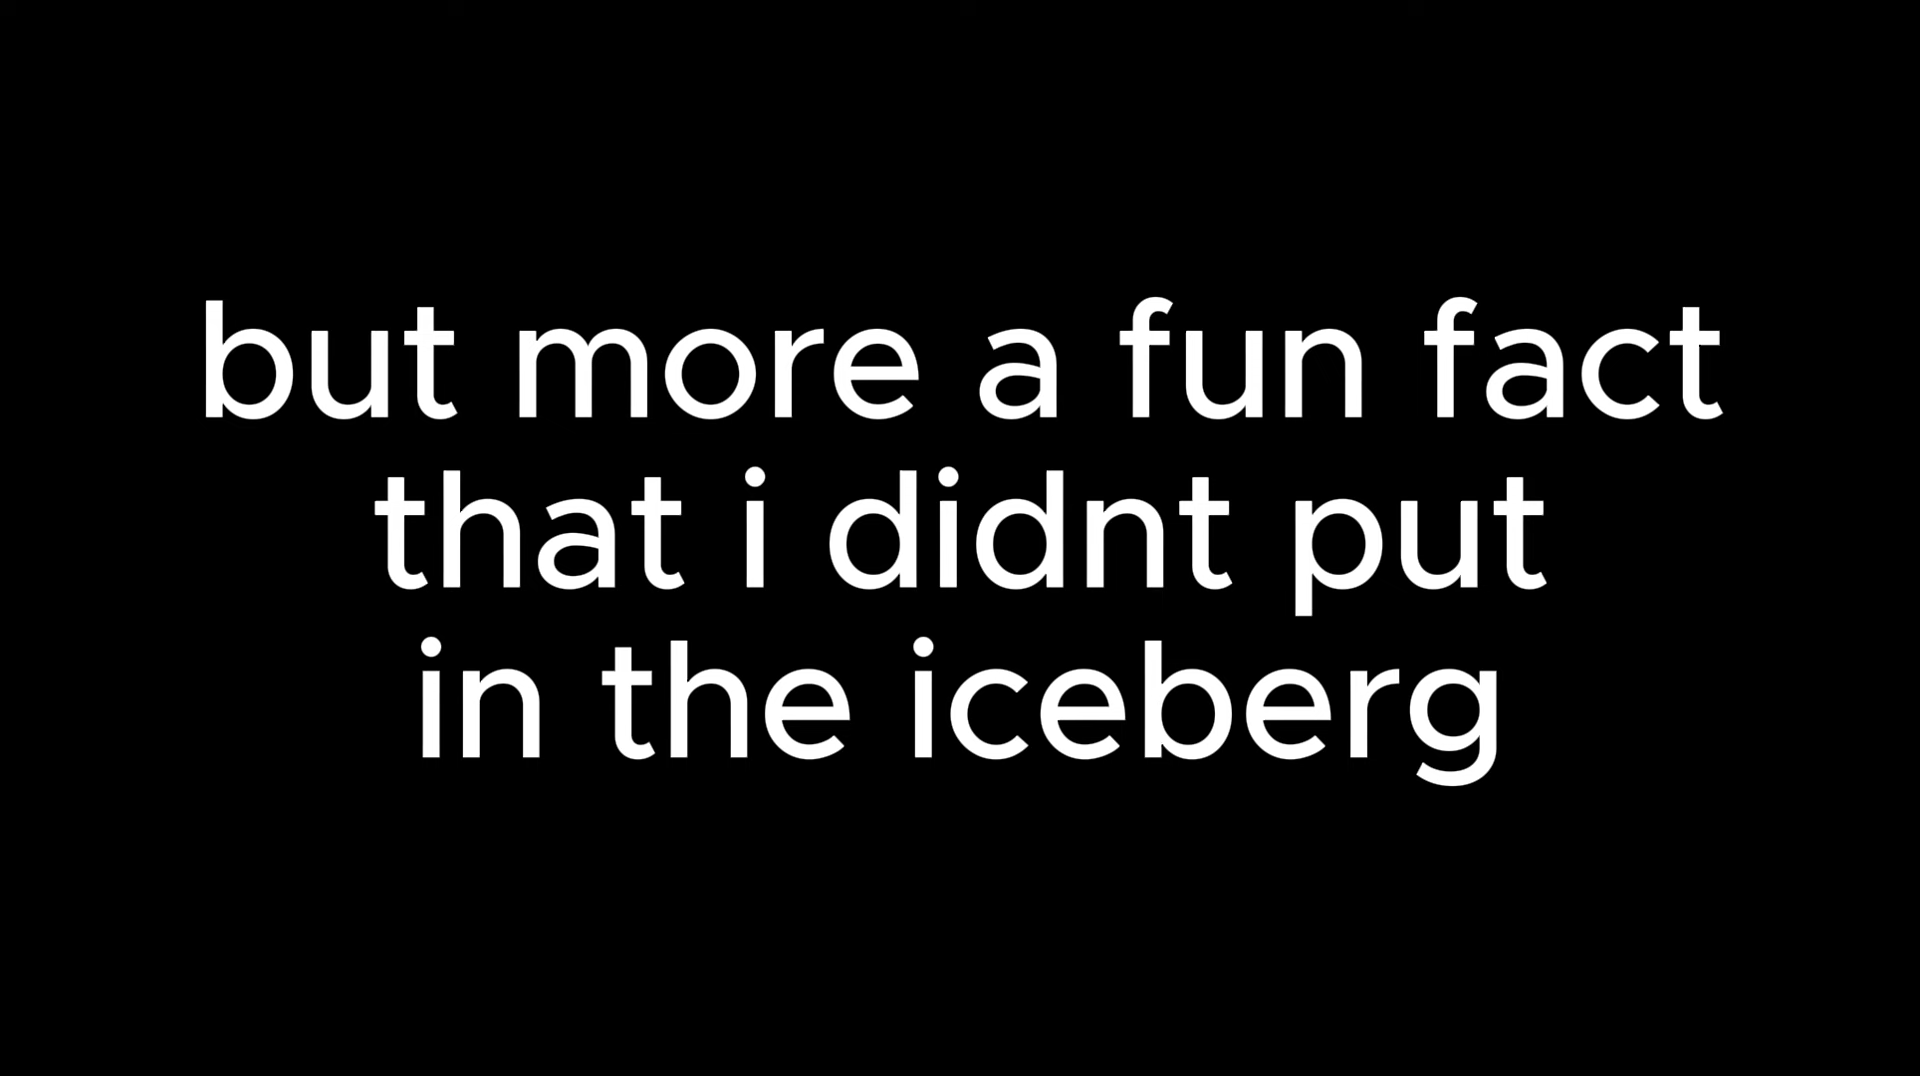 but more a fun fact
that i didnt put
in the iceberg